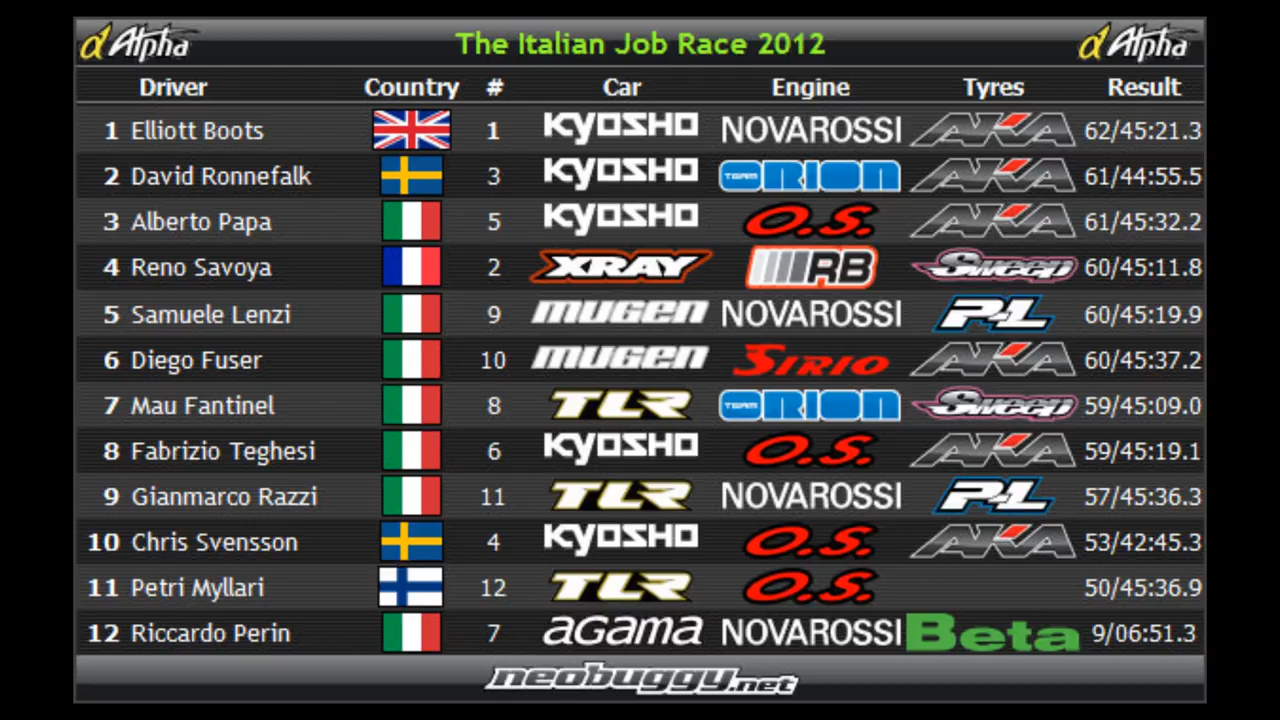 αAlpha The Italian Job Race 2012 αAlpha
Driver Country # Car Engine Tyres Result
1 Elliott Boots 1 KYOSHO NOVAROSSI AKA 62/45:21.3
2 David Ronnefalk 3 KYOSHO TEAM ORION AKA 61/44:55.5
3 Alberto Papa 5 KYOSHO O.S. AKA 61/45:32.2
4 Reno Savoya 2 XRAY RB Sweep 60/45:11.8
5 Samuele Lenzi 9 MUGEN NOVAROSSI P-L 60/45:19.9
6 Diego Fuser 10 MUGEN SIRIO AKA 60/45:37.2
7 Mau Fantinel 8 TLR TEAM ORION Sweep 59/45:09.0
8 Fabrizio Teghesi 6 KYOSHO O.S. AKA 59/45:19.1
9 Gianmarco Razzi 11 TLR NOVAROSSI P-L 57/45:36.3
10 Chris Svensson 4 KYOSHO O.S. AKA 53/42:45.3
11 Petri Myllari 12 TLR O.S. 50/45:36.9
12 Riccardo Perin 7 agama NOVAROSSI Beta 9/06:51.3
neobuggy.net